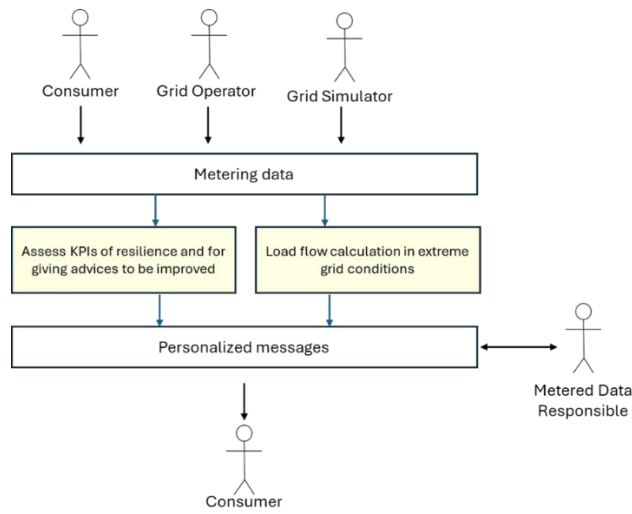 Consumer
Grid Operator
Grid Simulator
Metering data
Assess KPIs of resilience and for
giving advices to be improved
Load flow calculation in extreme
grid conditions
Personalized messages
Metered Data
Responsible
Consumer